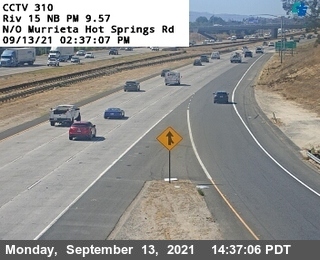 CCTV 310
Riv 15 NB PM 9.57
N/O Murrieta Hot Springs Rd
09/13/21 02:37:07 PM
Monday, September 13, 2021 14:37:06 PDT